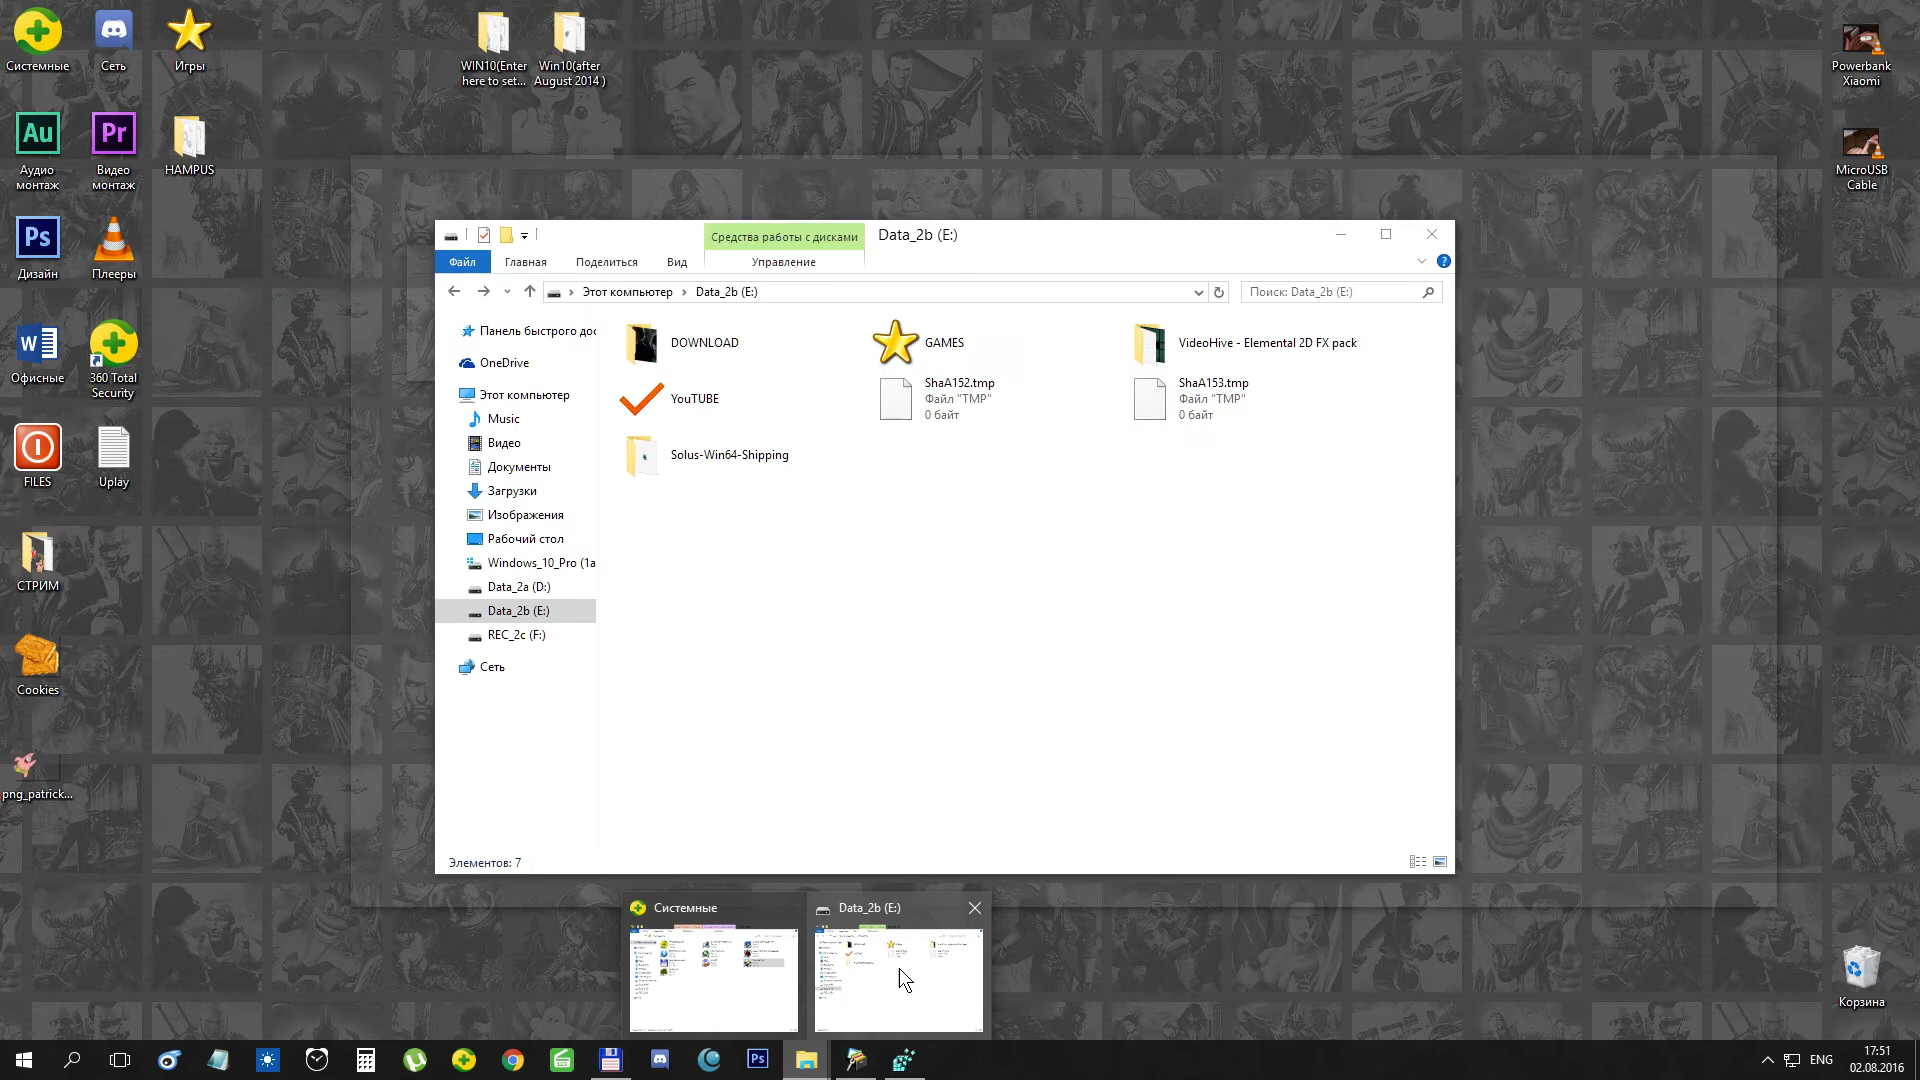 Системные
Сеть
Игры
WIN10(Enter
here to set...
Win10(after
August 2014 )
Powerbank
Xiaomi
Au
Аудио
монтаж
Pr
Видео
монтаж
HAMPUS
MicroUSB
Cable
Ps
Дизайн
Плееры
Офисные
360 Total
Security
FILES
Uplay
СТРИМ
Cookies
png_patrick...
Корзина
Средства работы с дисками
Data_2b (E:)
Файл
Главная
Поделиться
Вид
Управление
Этот компьютер
Data_2b (E:)
Поиск: Data_2b (E:)
Панель быстрого дос
OneDrive
Этот компьютер
Music
Видео
Документы
Загрузки
Изображения
Рабочий стол
Windows_10_Pro (1a
Data_2a (D:)
Data_2b (E:)
REC_2c (F:)
Сеть
DOWNLOAD
GAMES
VideoHive - Elemental 2D FX pack
YouTUBE
ShaA152.tmp
Файл "TMP"
0 байт
ShaA153.tmp
Файл "TMP"
0 байт
Solus-Win64-Shipping
Элементов: 7
Системные
Data_2b (E:)
Ps
ENG
17:51
02.08.2016